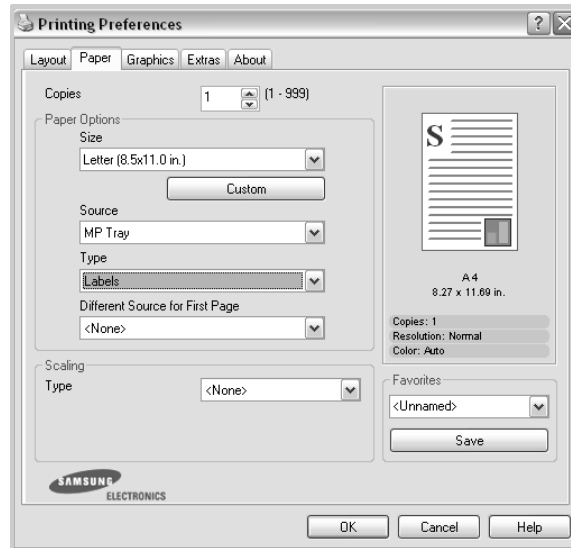 Printing Preferences
Layout Paper Graphics Extras About
Copies 1 (1 - 999)
Paper Options
Size
Letter (8.5x11.0 in.)
Custom
Source
MP Tray
Type
Labels
Different Source for First Page
<None>
Scaling
Type <None>
S
A4
8.27 x 11.69 in.
Copies: 1
Resolution: Normal
Color: Auto
Favorites
<Unnamed>
Save
SAMSUNG
ELECTRONICS
OK Cancel Help